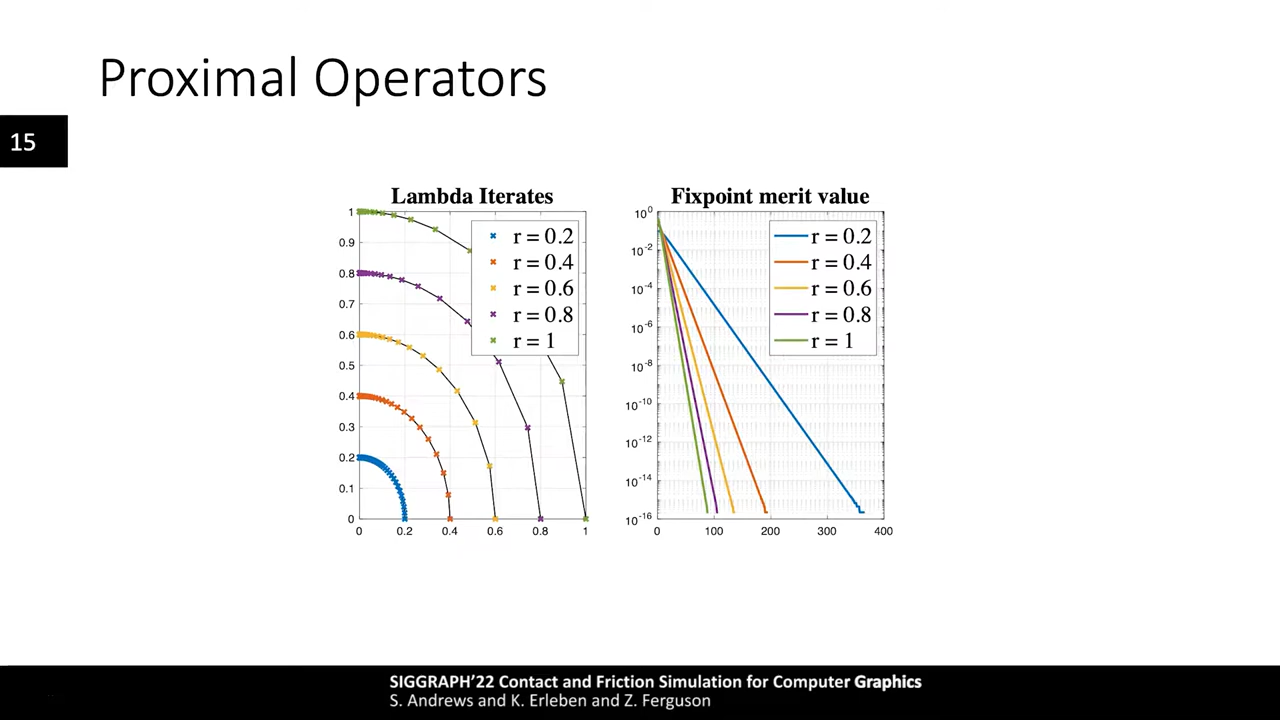 Proximal Operators
15
Lambda Iterates
1
0.9
0.8
0.7
0.6
0.5
0.4
0.3
0.2
0.1
0
0 0.2 0.4 0.6 0.8 1
r = 0.2
r = 0.4
r = 0.6
r = 0.8
r = 1
Fixpoint merit value
10^0
10^-2
10^-4
10^-6
10^-8
10^-10
10^-12
10^-14
10^-16
0 100 200 300 400
r = 0.2
r = 0.4
r = 0.6
r = 0.8
r = 1
SIGGRAPH'22 Contact and Friction Simulation for Computer Graphics
S. Andrews and K. Erleben and Z. Ferguson